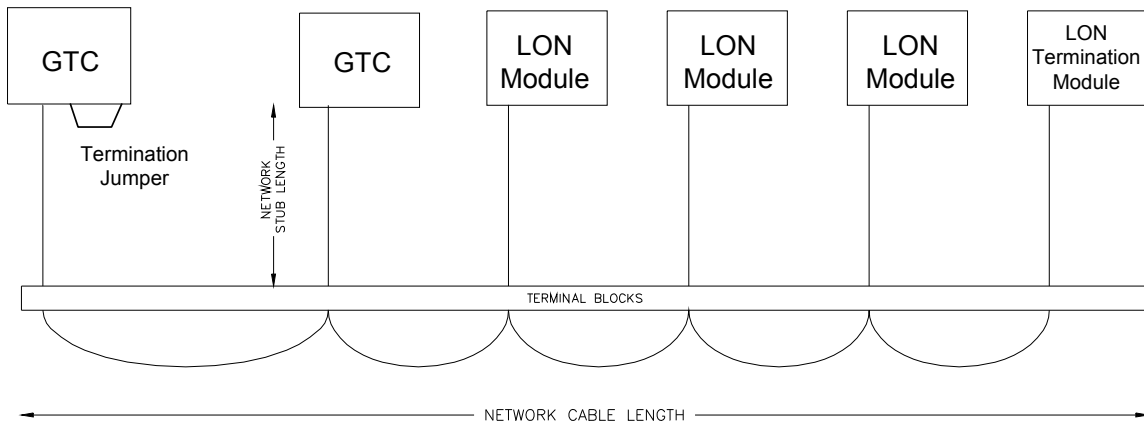 GTC
GTC
LON
Module
LON
Module
LON
Module
LON
Termination
Module
Termination
Jumper
NETWORK
STUB LENGTH
TERMINAL BLOCKS
NETWORK CABLE LENGTH